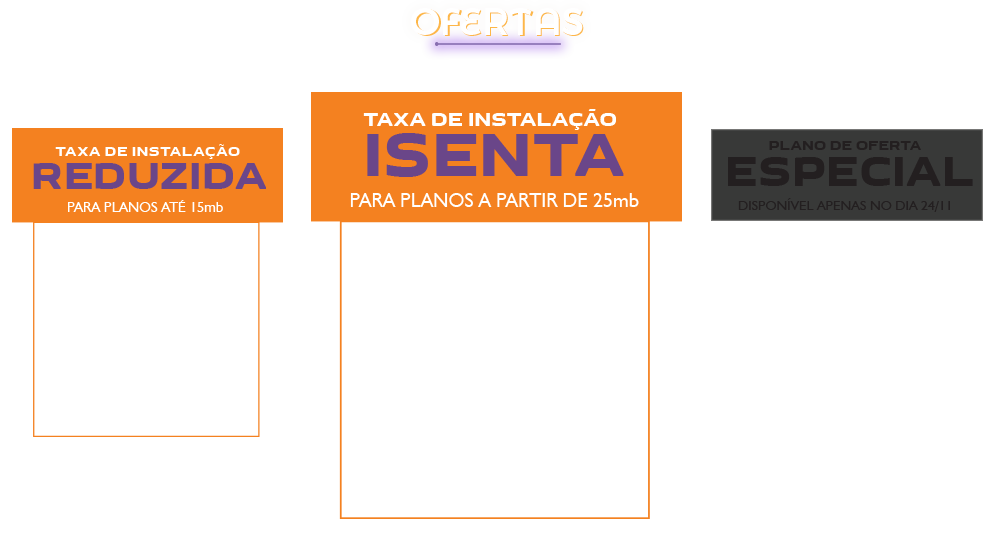 OFERTAS
TAXA DE INSTALAÇÃO
REDUZIDA
PARA PLANOS ATÉ 15mb
TAXA DE INSTALAÇÃO
ISENTA
PARA PLANOS A PARTIR DE 25mb
PLANO DE OFERTA
ESPECIAL
DISPONÍVEL APENAS NO DIA 24/11